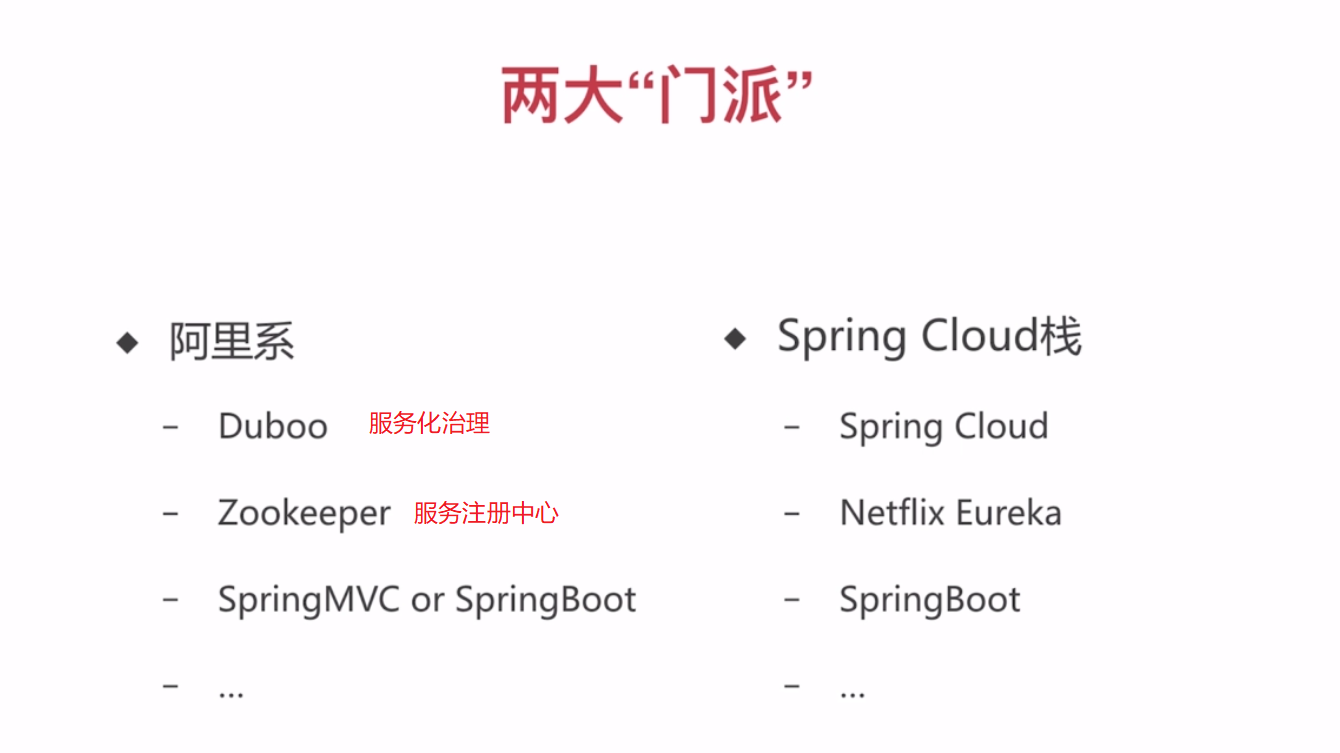 两大“门派”
◆ 阿里系
– Duboo 服务化治理
– Zookeeper 服务注册中心
– SpringMVC or SpringBoot
– ...
◆ Spring Cloud栈
– Spring Cloud
– Netflix Eureka
– SpringBoot
– ...